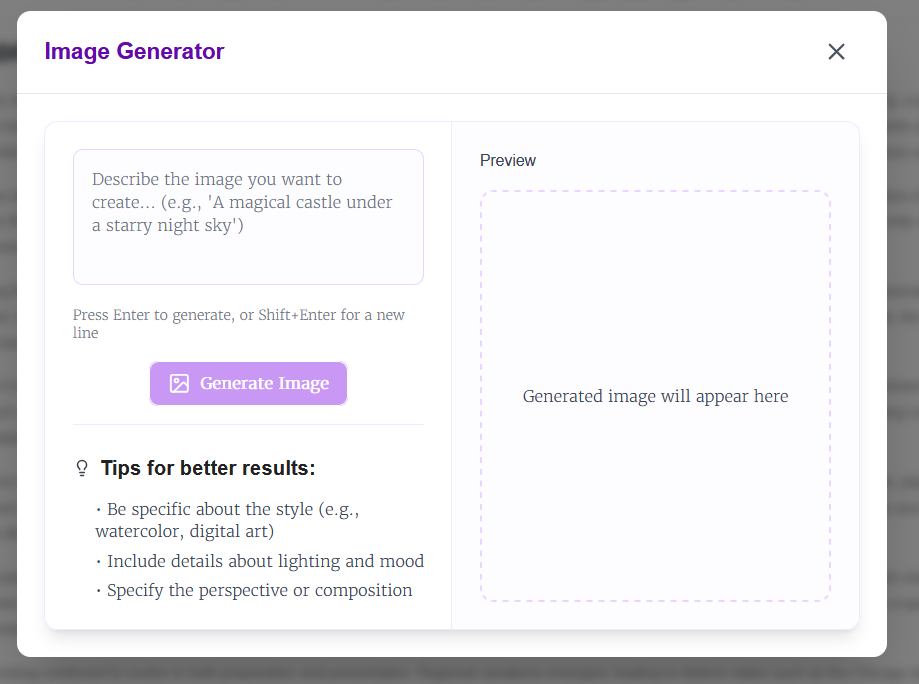 Image Generator
Describe the image you want to
create... (e.g., 'A magical castle under
a starry night sky')
Press Enter to generate, or Shift+Enter for a new
line
Generate Image
Tips for better results:
• Be specific about the style (e.g.,
watercolor, digital art)
• Include details about lighting and mood
• Specify the perspective or composition
Preview
Generated image will appear here